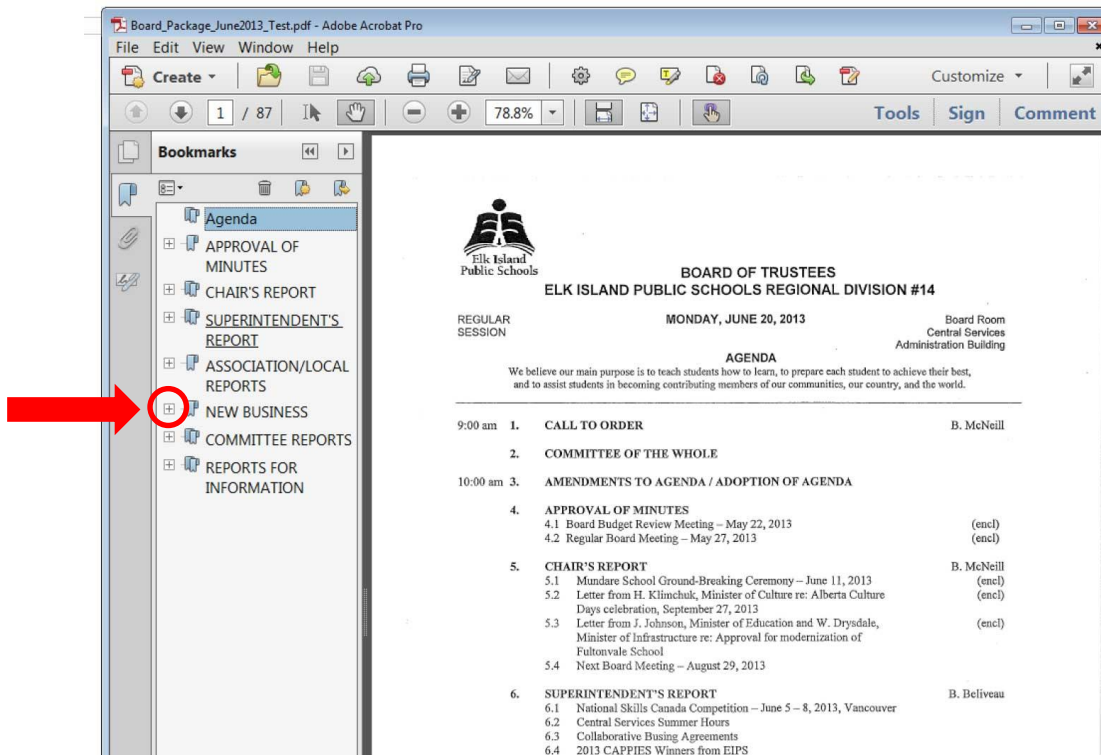 Board_Package_June2013_Test.pdf - Adobe Acrobat Pro
File Edit View Window Help
Create Customize
1 / 87 78.8% Tools Sign Comment
Bookmarks
Agenda
APPROVAL OF
MINUTES
CHAIR'S REPORT
SUPERINTENDENT'S
REPORT
ASSOCIATION/LOCAL
REPORTS
NEW BUSINESS
COMMITTEE REPORTS
REPORTS FOR
INFORMATION
Elk Island
Public Schools
BOARD OF TRUSTEES
ELK ISLAND PUBLIC SCHOOLS REGIONAL DIVISION #14
REGULAR MONDAY, JUNE 20, 2013 Board Room
SESSION Central Services
Administration Building
AGENDA
We believe our main purpose is to teach students how to learn, to prepare each student to achieve their best,
and to assist students in becoming contributing members of our communities, our country, and the world.
9:00 am 1. CALL TO ORDER B. McNeill
2. COMMITTEE OF THE WHOLE
10:00 am 3. AMENDMENTS TO AGENDA / ADOPTION OF AGENDA
4. APPROVAL OF MINUTES
4.1 Board Budget Review Meeting – May 22, 2013 (encl)
4.2 Regular Board Meeting – May 27, 2013 (encl)
5. CHAIR'S REPORT B. McNeill
5.1 Mundare School Ground-Breaking Ceremony – June 11, 2013 (encl)
5.2 Letter from H. Klimchuk, Minister of Culture re: Alberta Culture (encl)
Days celebration, September 27, 2013
5.3 Letter from J. Johnson, Minister of Education and W. Drysdale, (encl)
Minister of Infrastructure re: Approval for modernization of
Fultonvale School
5.4 Next Board Meeting – August 29, 2013
6. SUPERINTENDENT'S REPORT B. Beliveau
6.1 National Skills Canada Competition – June 5 – 8, 2013, Vancouver
6.2 Central Services Summer Hours
6.3 Collaborative Busing Agreements
6.4 2013 CAPPIES Winners from EIPS